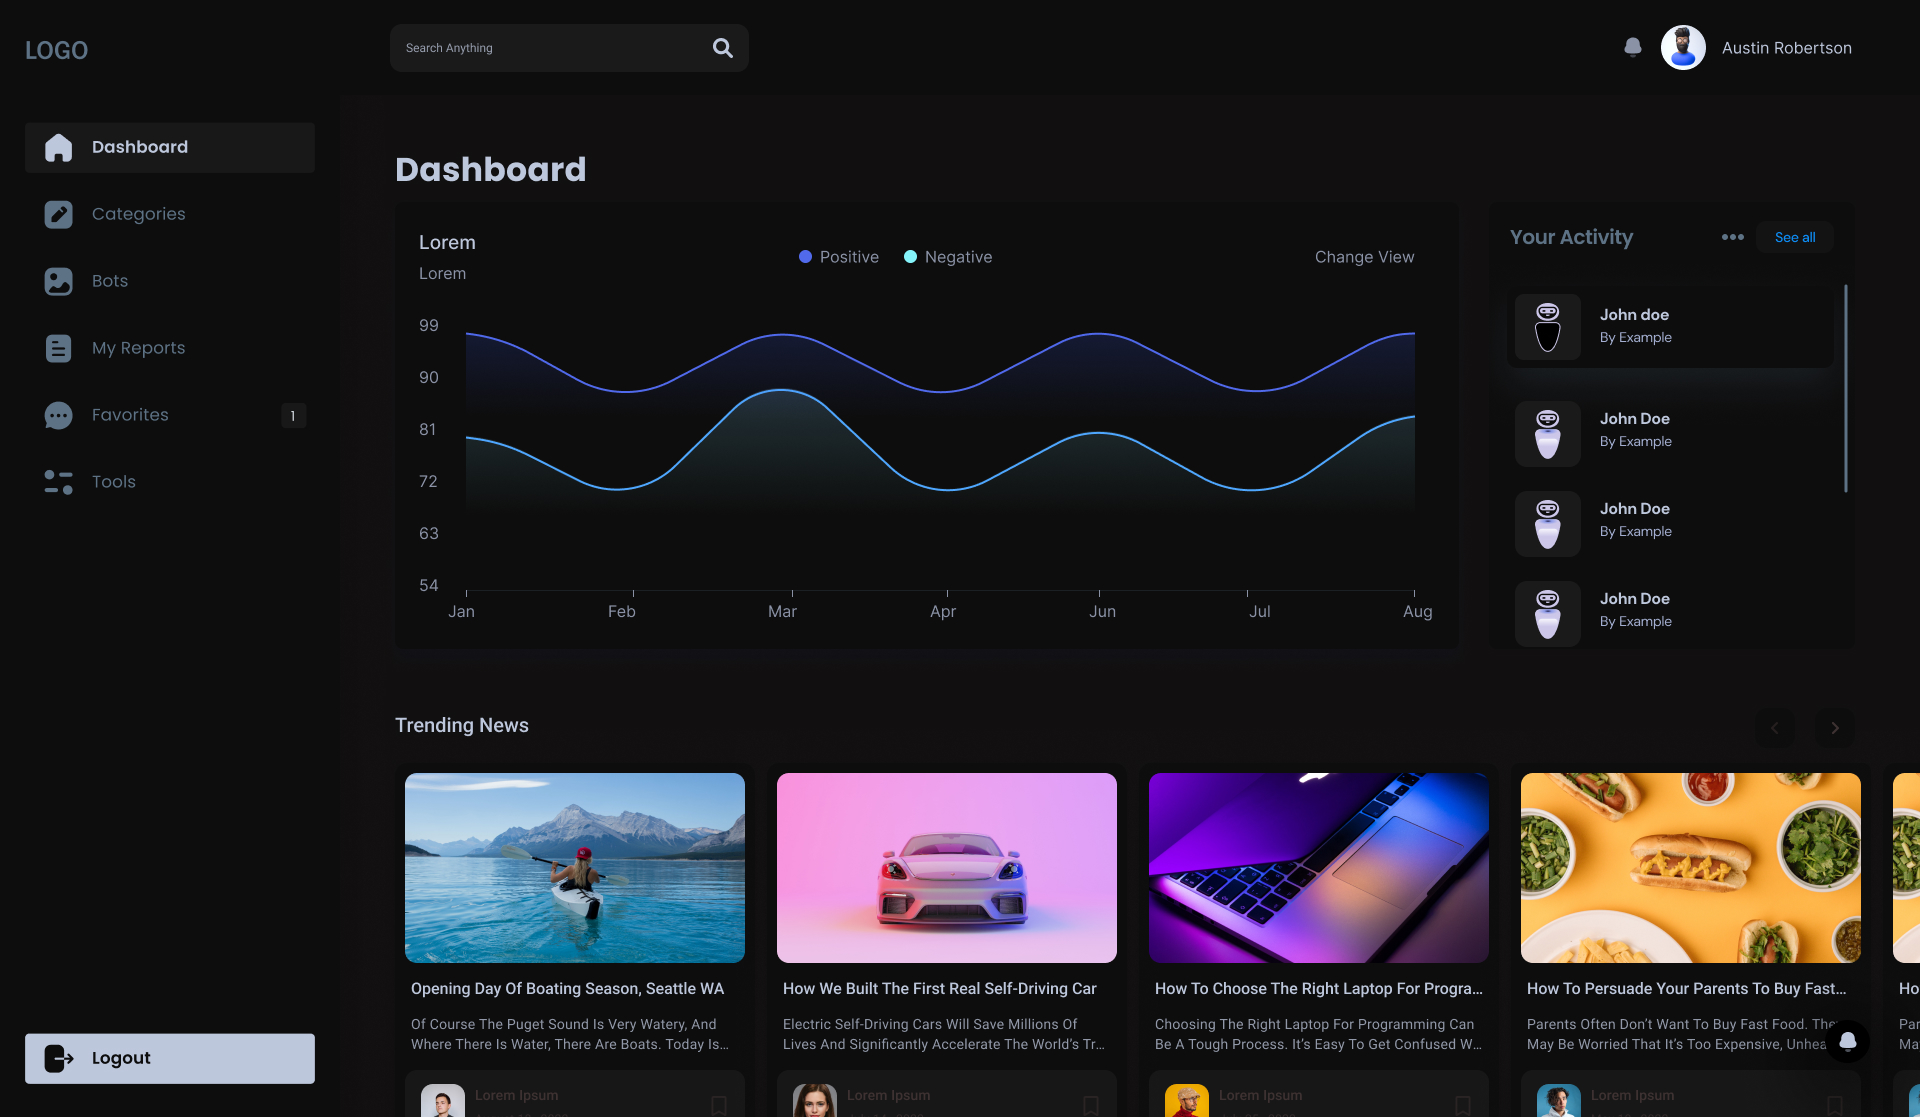 LOGO
Search Anything
Austin Robertson
Dashboard
Categories
Bots
My Reports
Favorites
1
Tools
Logout
Dashboard
Lorem
Lorem
Positive
Negative
Change View
99
90
81
72
63
54
Jan
Feb
Mar
Apr
Jun
Jul
Aug
Your Activity
See all
John doe
By Example
John Doe
By Example
John Doe
By Example
John Doe
By Example
Trending News
Opening Day Of Boating Season, Seattle WA
Of Course The Puget Sound Is Very Watery, And
Where There Is Water, There Are Boats. Today Is...
Lorem Ipsum
How We Built The First Real Self-Driving Car
Electric Self-Driving Cars Will Save Millions Of
Lives And Significantly Accelerate The World's Tr...
Lorem Ipsum
How To Choose The Right Laptop For Progra...
Choosing The Right Laptop For Programming Can
Be A Tough Process. It's Easy To Get Confused W...
Lorem Ipsum
How To Persuade Your Parents To Buy Fast...
Parents Often Don't Want To Buy Fast Food.
May Be Worried That It's Too Expensive,
Lorem Ipsum
Ho
Par
Ma